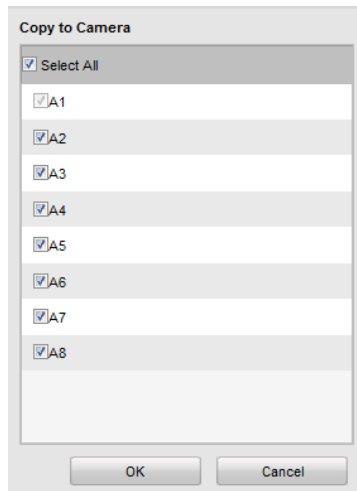 Copy to Camera
Select All
A1
A2
A3
A4
A5
A6
A7
A8
OK Cancel